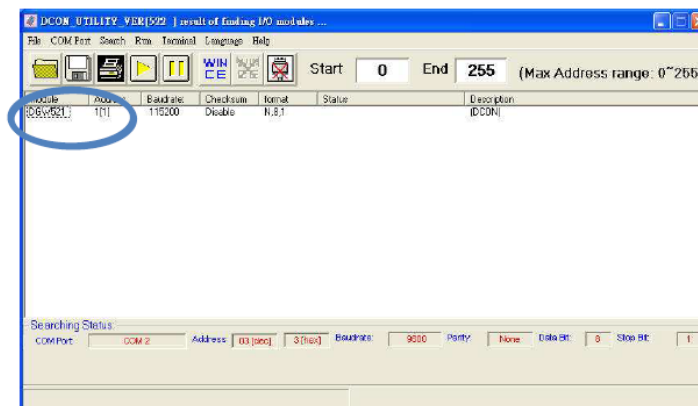 DCON_UTILITY_VER[522 ] result of finding I/O modules ...
File COM Port Search Run Terminal Language Help
WIN CE Start 0 End 255 (Max Address range: 0~255
Module Address Baudrate: Checksum format Status Description
1[1] 115200 Disable N,8,1 [DCON]
Searching Status:
COM Port: COM 2 Address 03 [dec] 3 [hex] Baudrate: 9600 Parity: None Data Bit: 8 Stop Bit: 1